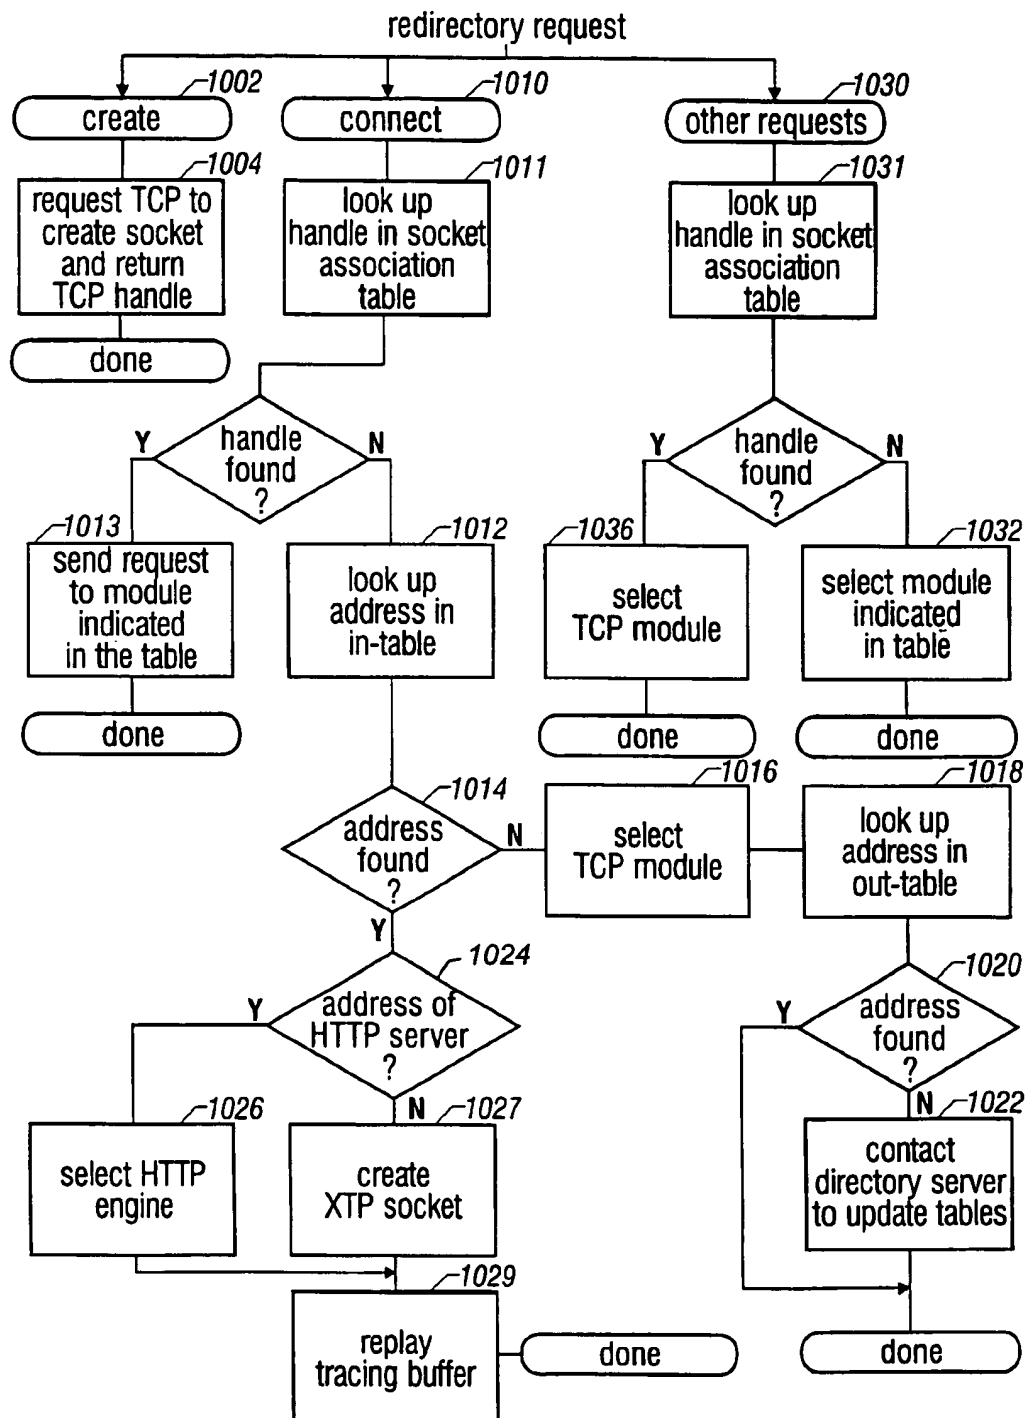 redirectory request
1002
create
1010
connect
1030
other requests
1004
request TCP to
create socket
and return
TCP handle
done
1011
look up
handle in socket
association
table
1031
look up
handle in socket
association
table
Y
handle
found
?
N
Y
handle
found
?
N
1013
send request
to module
indicated
in the table
done
1012
look up
address in
in-table
1036
select
TCP module
done
1032
select module
indicated
in table
done
1014
address
found
?
N
Y
1016
select
TCP module
1018
look up
address in
out-table
1024
address of
HTTP server
?
Y
N
1020
address
found
?
Y
N
1026
select HTTP
engine
1027
create
XTP socket
1022
contact
directory server
to update tables
1029
replay
tracing buffer
done
done